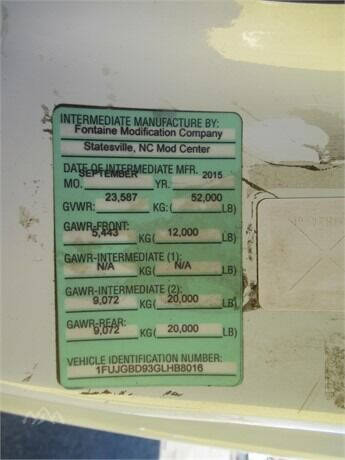 INTERMEDIATE MANUFACTURE BY:
Fontaine Modification Company
Statesville, NC Mod Center
DATE OF INTERMEDIATE MFR.
MO. SEPTEMBER YR. 2015
GVWR: 23,587 KG: ( 52,000 LB)
GAWR-FRONT:
5,443 KG ( 12,000 LB)
GAWR-INTERMEDIATE (1):
N/A KG ( N/A LB)
GAWR-INTERMEDIATE (2):
9,072 KG ( 20,000 LB)
GAWR-REAR:
9,072 KG ( 20,000 LB)
VEHICLE IDENTIFICATION NUMBER:
1FUJGBD93GLHB8016